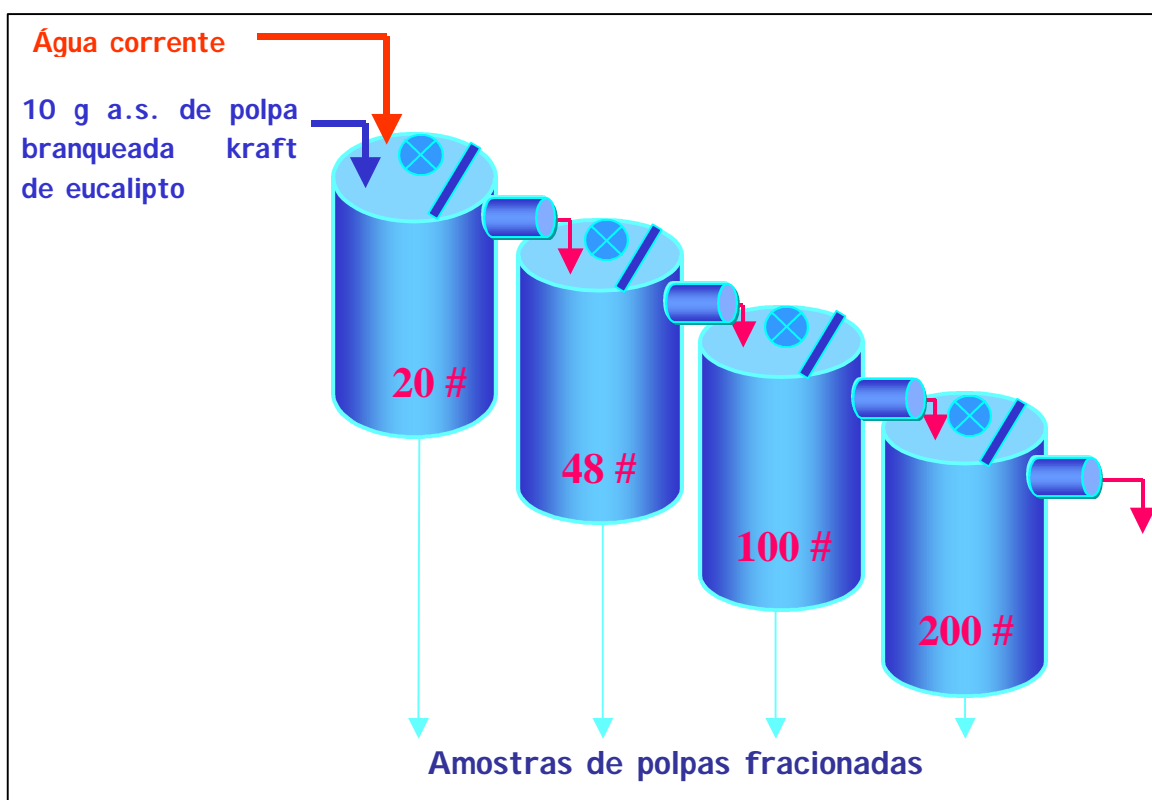 Água corrente
10 g a.s. de polpa
branqueada kraft
de eucalipto
20 #
48 #
100 #
200 #
Amostras de polpas fracionadas